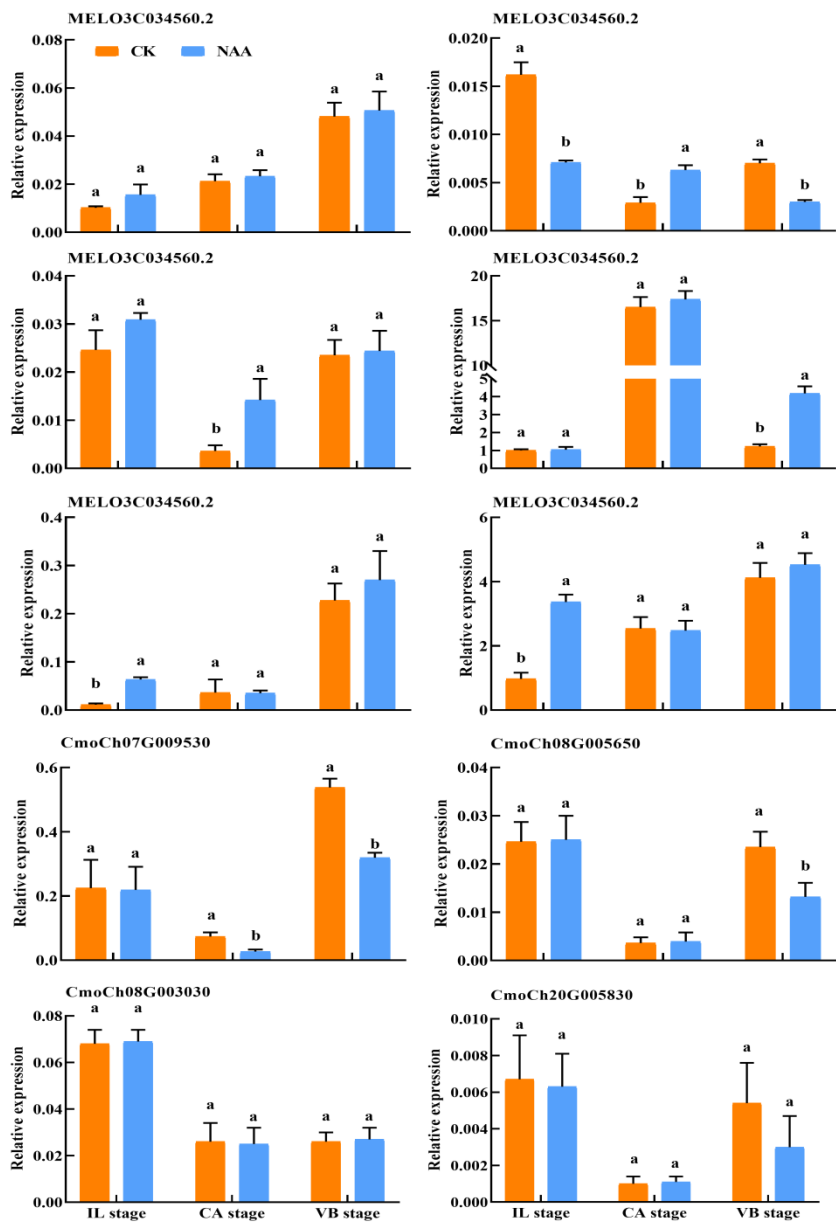 MELO3C034560.2
CK NAA
Relative expression
0.08
0.06
0.04
0.02
0.00
a a a a a a
MELO3C034560.2
0.020
0.015
0.010
0.005
0.000
a b b a a b
MELO3C034560.2
Relative expression
0.04
0.03
0.02
0.01
0.00
a a b a a a
MELO3C034560.2
20
15
10
5
4
3
2
1
0
a a a a b a
MELO3C034560.2
Relative expression
0.4
0.3
0.2
0.1
0.0
b a a a a a
MELO3C034560.2
6
4
2
0
b a a a a a
CmoCh07G009530
Relative expression
0.6
0.4
0.2
0.0
a a a b a b
CmoCh08G005650
Relative expression
0.04
0.03
0.02
0.01
0.00
a a a a a b
CmoCh08G003030
Relative expression
0.08
0.06
0.04
0.02
0.00
a a a a a a
IL stage CA stage VB stage
CmoCh20G005830
Relative expression
0.010
0.008
0.006
0.004
0.002
0.000
a a a a a a
IL stage CA stage VB stage